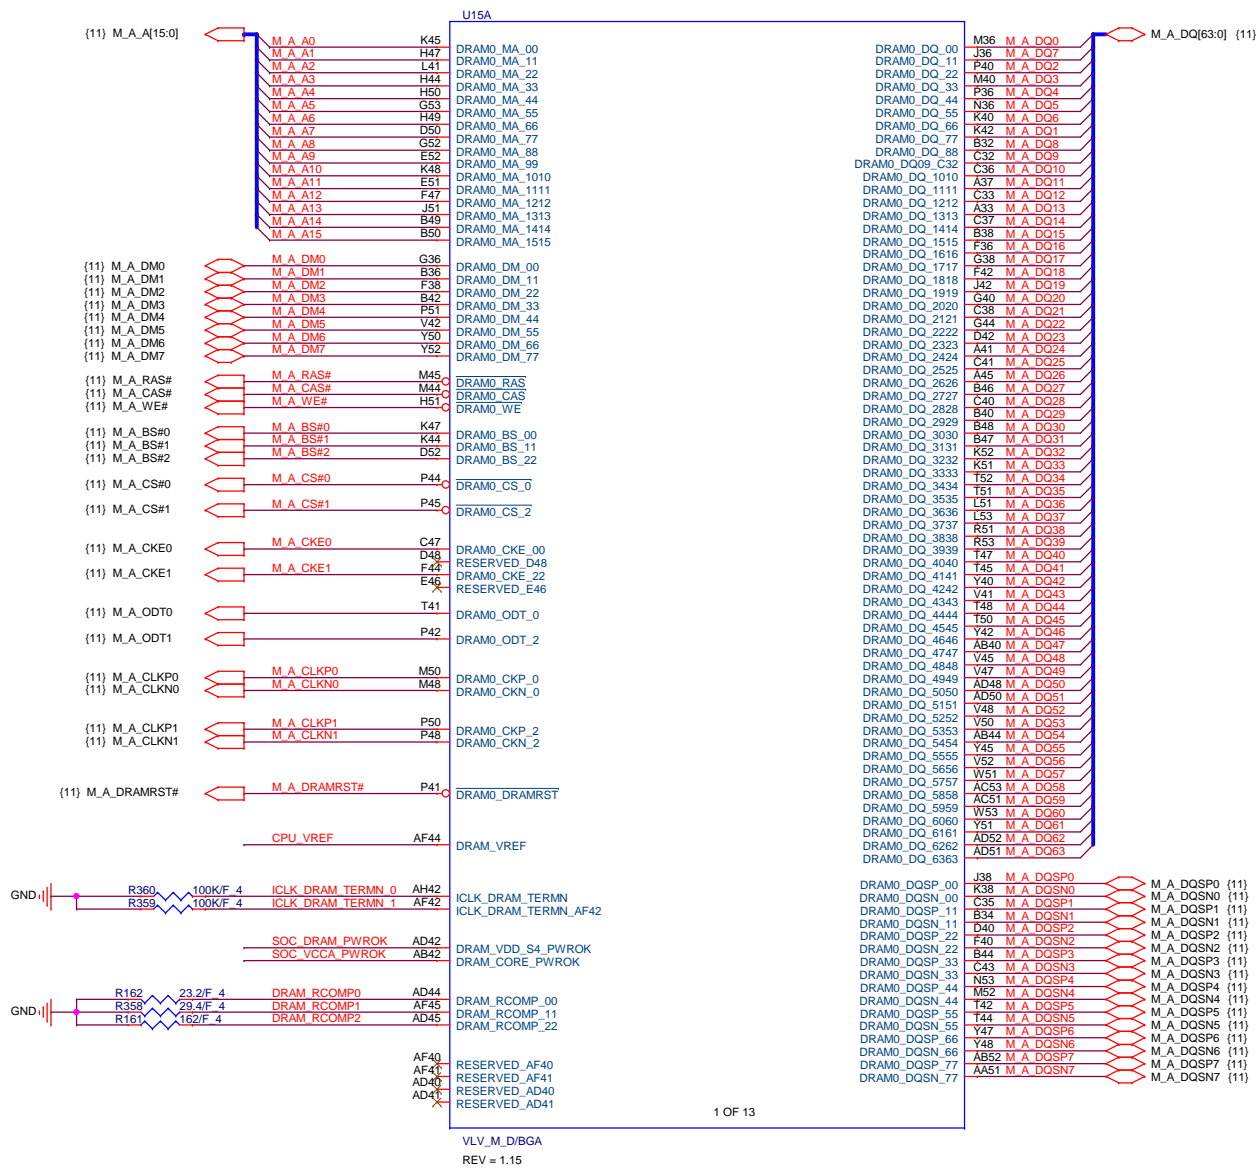 U15A
{11} M_A_A[15:0]
M_A_A0 K45 DRAM0_MA_00
M_A_A1 H47 DRAM0_MA_11
M_A_A2 L41 DRAM0_MA_22
M_A_A3 H44 DRAM0_MA_33
M_A_A4 H50 DRAM0_MA_44
M_A_A5 G53 DRAM0_MA_55
M_A_A6 H49 DRAM0_MA_66
M_A_A7 D50 DRAM0_MA_77
M_A_A8 G52 DRAM0_MA_88
M_A_A9 E52 DRAM0_MA_99
M_A_A10 K48 DRAM0_MA_1010
M_A_A11 E51 DRAM0_MA_1111
M_A_A12 F47 DRAM0_MA_1212
M_A_A13 J51 DRAM0_MA_1313
M_A_A14 B49 DRAM0_MA_1414
M_A_A15 B50 DRAM0_MA_1515
{11} M_A_DM0 M_A_DM0 G36 DRAM0_DM_00
{11} M_A_DM1 M_A_DM1 B36 DRAM0_DM_11
{11} M_A_DM2 M_A_DM2 F38 DRAM0_DM_22
{11} M_A_DM3 M_A_DM3 B42 DRAM0_DM_33
{11} M_A_DM4 M_A_DM4 P51 DRAM0_DM_44
{11} M_A_DM5 M_A_DM5 V42 DRAM0_DM_55
{11} M_A_DM6 M_A_DM6 Y50 DRAM0_DM_66
{11} M_A_DM7 M_A_DM7 Y52 DRAM0_DM_77
{11} M_A_RAS# M_A_RAS# M45 DRAM0_RAS
{11} M_A_CAS# M_A_CAS# M44 DRAM0_CAS
{11} M_A_WE# M_A_WE# H51 DRAM0_WE
{11} M_A_BS#0 M_A_BS#0 K47 DRAM0_BS_00
{11} M_A_BS#1 M_A_BS#1 K44 DRAM0_BS_11
{11} M_A_BS#2 M_A_BS#2 D52 DRAM0_BS_22
{11} M_A_CS#0 M_A_CS#0 P44 DRAM0_CS_0
{11} M_A_CS#1 M_A_CS#1 P45 DRAM0_CS_2
{11} M_A_CKE0 M_A_CKE0 C47 DRAM0_CKE_00
D48 RESERVED_D48
{11} M_A_CKE1 M_A_CKE1 F44 DRAM0_CKE_22
E46 RESERVED_E46
{11} M_A_ODT0 T41 DRAM0_ODT_0
{11} M_A_ODT1 P42 DRAM0_ODT_2
{11} M_A_CLKP0 M_A_CLKP0 M50 DRAM0_CKP_0
{11} M_A_CLKN0 M_A_CLKN0 M48 DRAM0_CKN_0
{11} M_A_CLKP1 M_A_CLKP1 P50 DRAM0_CKP_2
{11} M_A_CLKN1 M_A_CLKN1 P48 DRAM0_CKN_2
{11} M_A_DRAMRST# M_A_DRAMRST# P41 DRAM0_DRAMRST
CPU_VREF AF44 DRAM_VREF
GND
R360 100K/F_4 ICLK_DRAM_TERMN_0 AH42 ICLK_DRAM_TERMN
R359 100K/F_4 ICLK_DRAM_TERMN_1 AF42 ICLK_DRAM_TERMN_AF42
SOC_DRAM_PWROK AD42 DRAM_VDD_S4_PWROK
SOC_VCCA_PWROK AB42 DRAM_CORE_PWROK
GND
R162 23.2/F_4 DRAM_RCOMP0 AD44 DRAM_RCOMP_00
R358 29.4/F_4 DRAM_RCOMP1 AF45 DRAM_RCOMP_11
R161 162/F_4 DRAM_RCOMP2 AD45 DRAM_RCOMP_22
AF40 RESERVED_AF40
AF41 RESERVED_AF41
AD40 RESERVED_AD40
AD41 RESERVED_AD41
M_A_DQ[63:0] {11}
DRAM0_DQ_00 M36 M_A_DQ0
DRAM0_DQ_11 J36 M_A_DQ7
DRAM0_DQ_22 P40 M_A_DQ2
DRAM0_DQ_33 M40 M_A_DQ3
DRAM0_DQ_44 P36 M_A_DQ4
DRAM0_DQ_55 N36 M_A_DQ5
DRAM0_DQ_66 K40 M_A_DQ6
DRAM0_DQ_77 K42 M_A_DQ1
DRAM0_DQ_88 B32 M_A_DQ8
DRAM0_DQ09_C32 C32 M_A_DQ9
DRAM0_DQ_1010 C36 M_A_DQ10
DRAM0_DQ_1111 A37 M_A_DQ11
DRAM0_DQ_1212 C33 M_A_DQ12
DRAM0_DQ_1313 A33 M_A_DQ13
DRAM0_DQ_1414 C37 M_A_DQ14
DRAM0_DQ_1515 B38 M_A_DQ15
DRAM0_DQ_1616 F36 M_A_DQ16
DRAM0_DQ_1717 G38 M_A_DQ17
DRAM0_DQ_1818 F42 M_A_DQ18
DRAM0_DQ_1919 J42 M_A_DQ19
DRAM0_DQ_2020 G40 M_A_DQ20
DRAM0_DQ_2121 C38 M_A_DQ21
DRAM0_DQ_2222 G44 M_A_DQ22
DRAM0_DQ_2323 D42 M_A_DQ23
DRAM0_DQ_2424 A41 M_A_DQ24
DRAM0_DQ_2525 C41 M_A_DQ25
DRAM0_DQ_2626 A45 M_A_DQ26
DRAM0_DQ_2727 B46 M_A_DQ27
DRAM0_DQ_2828 C40 M_A_DQ28
DRAM0_DQ_2929 B40 M_A_DQ29
DRAM0_DQ_3030 B48 M_A_DQ30
DRAM0_DQ_3131 B47 M_A_DQ31
DRAM0_DQ_3232 K52 M_A_DQ32
DRAM0_DQ_3333 K51 M_A_DQ33
DRAM0_DQ_3434 T52 M_A_DQ34
DRAM0_DQ_3535 T51 M_A_DQ35
DRAM0_DQ_3636 L51 M_A_DQ36
DRAM0_DQ_3737 L53 M_A_DQ37
DRAM0_DQ_3838 R51 M_A_DQ38
DRAM0_DQ_3939 R53 M_A_DQ39
DRAM0_DQ_4040 T47 M_A_DQ40
DRAM0_DQ_4141 T45 M_A_DQ41
DRAM0_DQ_4242 Y40 M_A_DQ42
DRAM0_DQ_4343 V41 M_A_DQ43
DRAM0_DQ_4444 T48 M_A_DQ44
DRAM0_DQ_4545 T50 M_A_DQ45
DRAM0_DQ_4646 Y42 M_A_DQ46
DRAM0_DQ_4747 AB40 M_A_DQ47
DRAM0_DQ_4848 V45 M_A_DQ48
DRAM0_DQ_4949 V47 M_A_DQ49
DRAM0_DQ_5050 AD48 M_A_DQ50
DRAM0_DQ_5151 AD50 M_A_DQ51
DRAM0_DQ_5252 V48 M_A_DQ52
DRAM0_DQ_5353 V50 M_A_DQ53
DRAM0_DQ_5454 AB44 M_A_DQ54
DRAM0_DQ_5555 Y45 M_A_DQ55
DRAM0_DQ_5656 V52 M_A_DQ56
DRAM0_DQ_5757 W51 M_A_DQ57
DRAM0_DQ_5858 AC53 M_A_DQ58
DRAM0_DQ_5959 AC51 M_A_DQ59
DRAM0_DQ_6060 W53 M_A_DQ60
DRAM0_DQ_6161 Y51 M_A_DQ61
DRAM0_DQ_6262 AD52 M_A_DQ62
DRAM0_DQ_6363 AD51 M_A_DQ63
DRAM0_DQSP_00 J38 M_A_DQSP0 M_A_DQSP0 {11}
DRAM0_DQSN_00 K38 M_A_DQSN0 M_A_DQSN0 {11}
DRAM0_DQSP_11 C35 M_A_DQSP1 M_A_DQSP1 {11}
DRAM0_DQSN_11 B34 M_A_DQSN1 M_A_DQSN1 {11}
DRAM0_DQSP_22 D40 M_A_DQSP2 M_A_DQSP2 {11}
DRAM0_DQSN_22 F40 M_A_DQSN2 M_A_DQSN2 {11}
DRAM0_DQSP_33 B44 M_A_DQSP3 M_A_DQSP3 {11}
DRAM0_DQSN_33 C43 M_A_DQSN3 M_A_DQSN3 {11}
DRAM0_DQSP_44 N53 M_A_DQSP4 M_A_DQSP4 {11}
DRAM0_DQSN_44 M52 M_A_DQSN4 M_A_DQSN4 {11}
DRAM0_DQSP_55 T42 M_A_DQSP5 M_A_DQSP5 {11}
DRAM0_DQSN_55 T44 M_A_DQSN5 M_A_DQSN5 {11}
DRAM0_DQSP_66 Y47 M_A_DQSP6 M_A_DQSP6 {11}
DRAM0_DQSN_66 Y48 M_A_DQSN6 M_A_DQSN6 {11}
DRAM0_DQSP_77 AB52 M_A_DQSP7 M_A_DQSP7 {11}
DRAM0_DQSN_77 AA51 M_A_DQSN7 M_A_DQSN7 {11}
1 OF 13
VLV_M_D/BGA
REV = 1.15